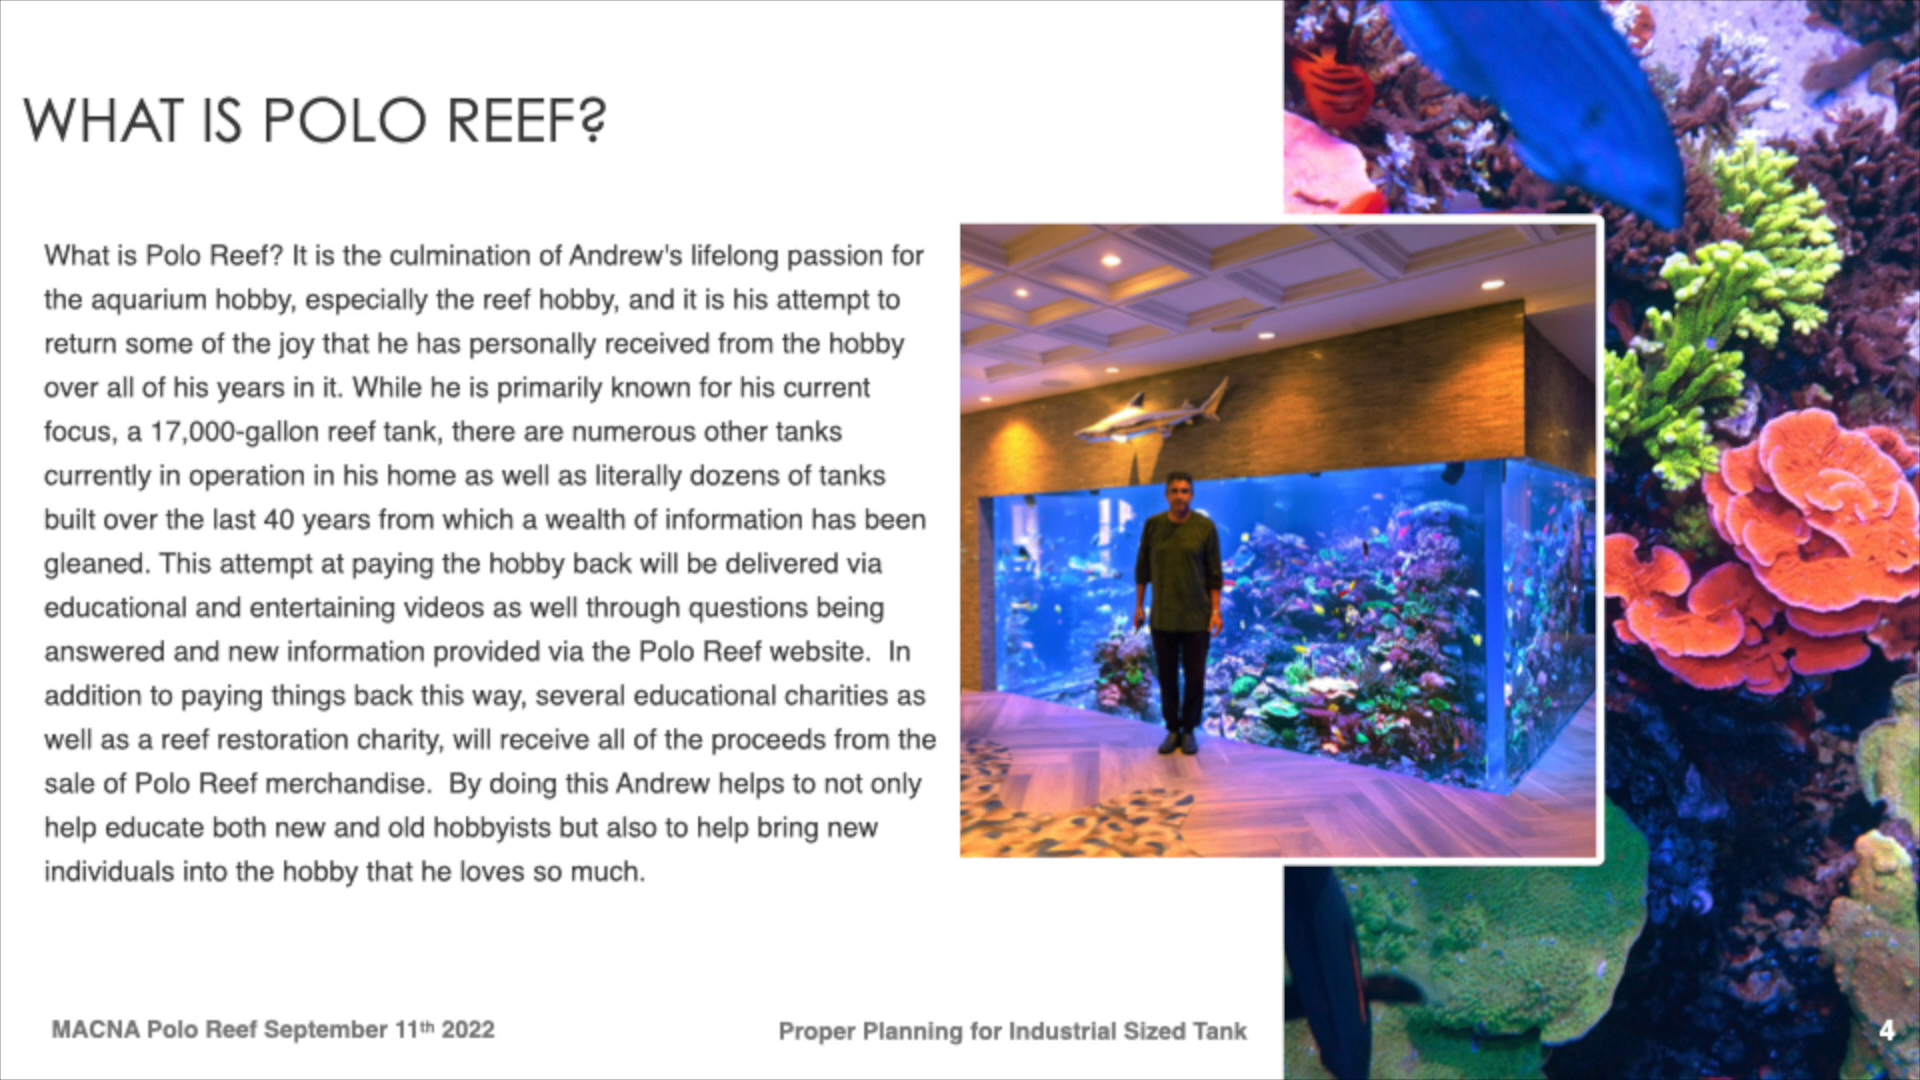 WHAT IS POLO REEF?
What is Polo Reef? It is the culmination of Andrew's lifelong passion for
the aquarium hobby, especially the reef hobby, and it is his attempt to
return some of the joy that he has personally received from the hobby
over all of his years in it. While he is primarily known for his current
focus, a 17,000-gallon reef tank, there are numerous other tanks
currently in operation in his home as well as literally dozens of tanks
built over the last 40 years from which a wealth of information has been
gleaned. This attempt at paying the hobby back will be delivered via
educational and entertaining videos as well through questions being
answered and new information provided via the Polo Reef website.  In
addition to paying things back this way, several educational charities as
well as a reef restoration charity, will receive all of the proceeds from the
sale of Polo Reef merchandise.  By doing this Andrew helps to not only
help educate both new and old hobbyists but also to help bring new
individuals into the hobby that he loves so much.
MACNA Polo Reef September 11th 2022
Proper Planning for Industrial Sized Tank
4